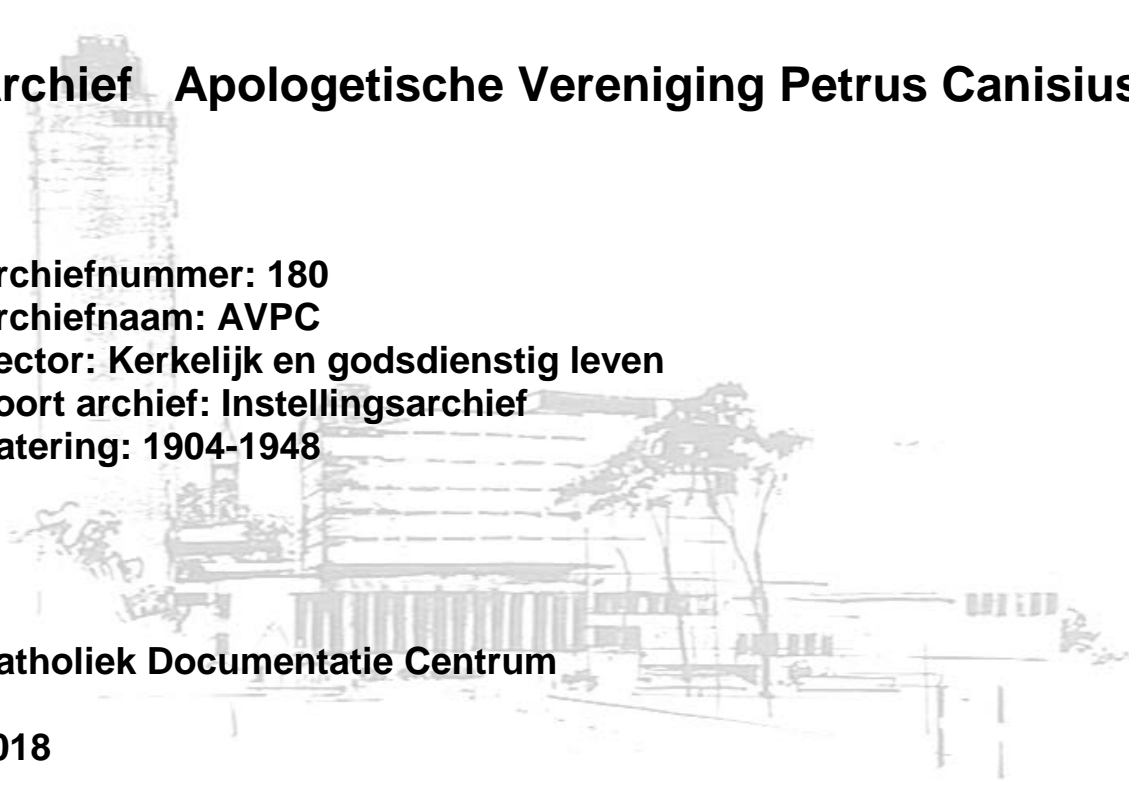 rchief Apologetische Vereniging Petrus Canisius
rchiefnummer: 180
rchiefnaam: AVPC
ector: Kerkelijk en godsdienstig leven
oort archief: Instellingsarchief
atering: 1904-1948
atholiek Documentatie Centrum
018